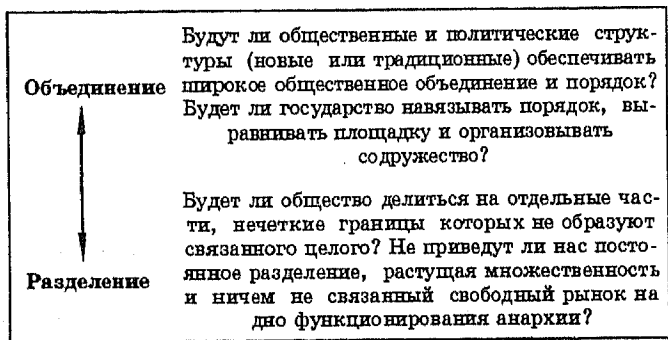 Будут ли общественные и политические струк-
туры (новые или традиционные) обеспечивать
Объединение широкое общественное объединение и порядок?
Будет ли государство навязывать порядок, вы-
равнивать площадку и организовывать
содружество?
Будет ли общество делиться на отдельные час-
ти, нечеткие границы которых не образуют
связанного целого? Не приведут ли нас посто-
Разделение янное разделение, растущая множественность
и ничем не связанный свободный рынок на
дно функционирования анархии?